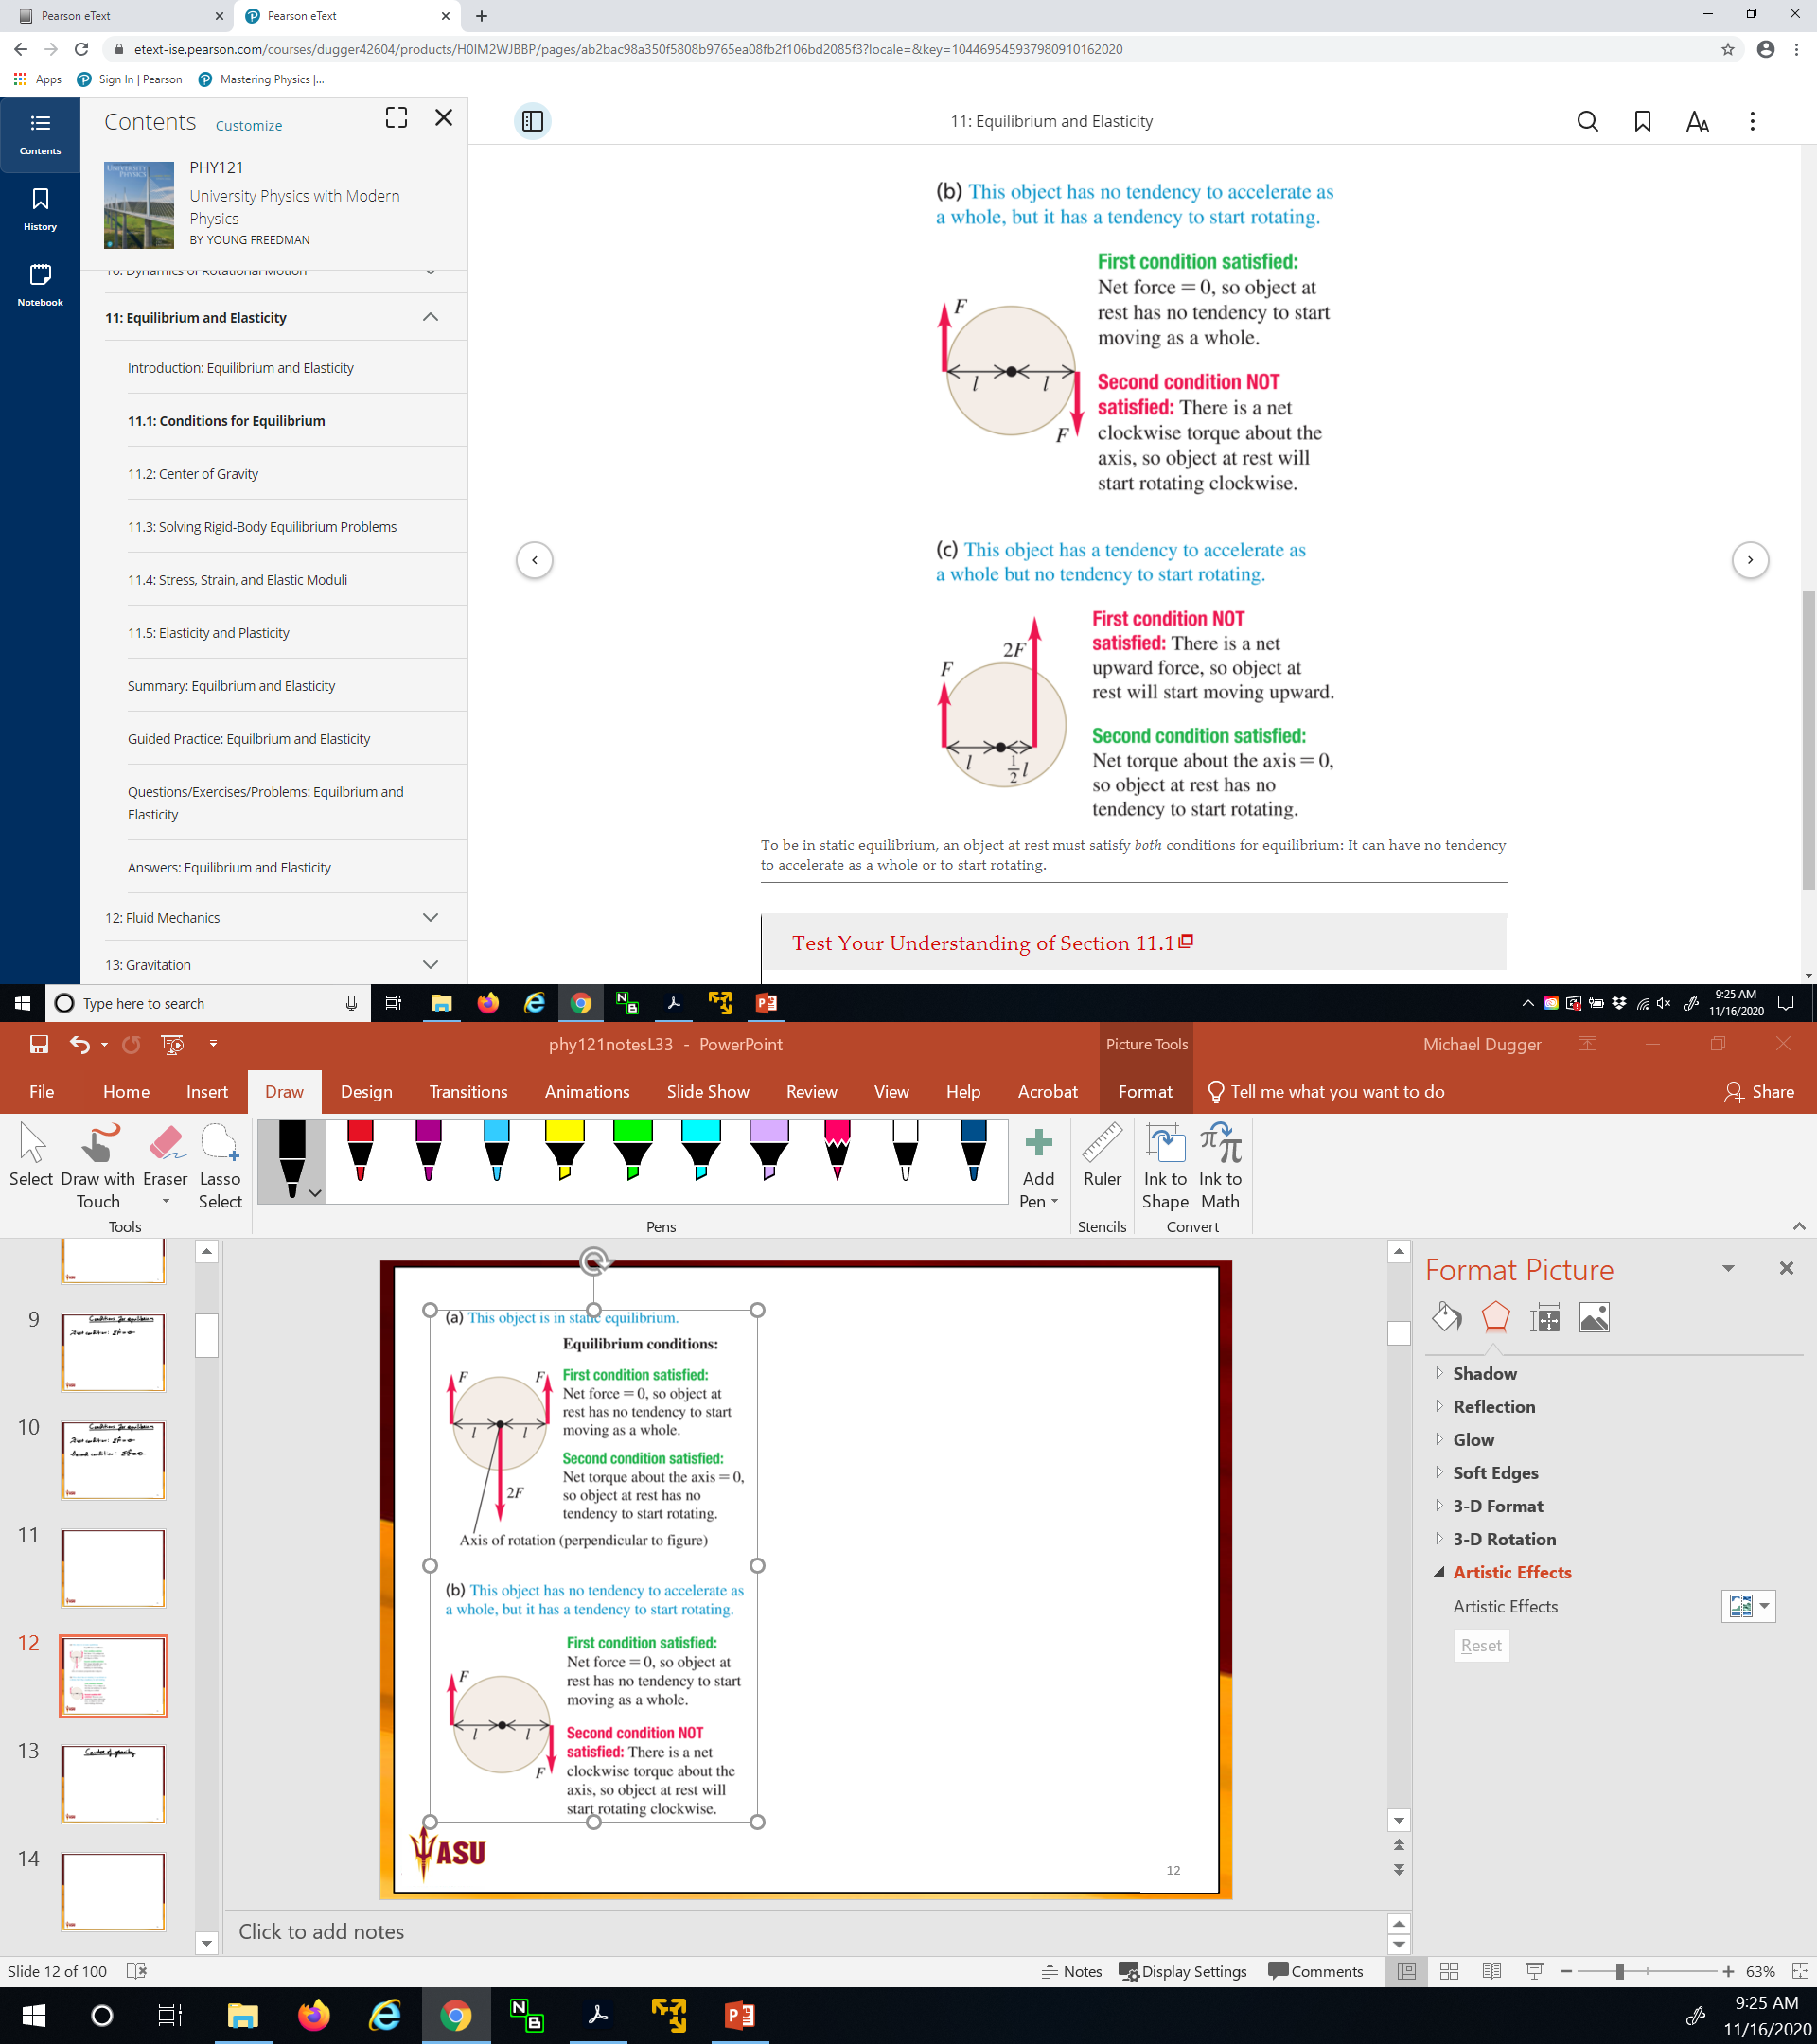 Pearson eText
Pearson eText
etext-ise.pearson.com/courses/dugger42604/products/H0IM2WJBBP/pages/ab2bac98a350f5808b9765ea08fb2f106bd2085f3?locale=&key=104469545937980910162020
Apps Sign In | Pearson Mastering Physics |...
Contents
History
Notebook
Contents Customize
PHY121
University Physics with Modern
Physics
BY YOUNG FREEDMAN
10: Dynamics of Rotational Motion
11: Equilibrium and Elasticity
Introduction: Equilibrium and Elasticity
11.1: Conditions for Equilibrium
11.2: Center of Gravity
11.3: Solving Rigid-Body Equilibrium Problems
11.4: Stress, Strain, and Elastic Moduli
11.5: Elasticity and Plasticity
Summary: Equilbrium and Elasticity
Guided Practice: Equilbrium and Elasticity
Questions/Exercises/Problems: Equilbrium and
Elasticity
Answers: Equilibrium and Elasticity
12: Fluid Mechanics
13: Gravitation
11: Equilibrium and Elasticity
(b) This object has no tendency to accelerate as
a whole, but it has a tendency to start rotating.
First condition satisfied:
Net force = 0, so object at
rest has no tendency to start
moving as a whole.
Second condition NOT
satisfied: There is a net
clockwise torque about the
axis, so object at rest will
start rotating clockwise.
F
l l
F
(c) This object has a tendency to accelerate as
a whole but no tendency to start rotating.
First condition NOT
satisfied: There is a net
upward force, so object at
rest will start moving upward.
Second condition satisfied:
Net torque about the axis = 0,
so object at rest has no
tendency to start rotating.
2F
F
l 1/2 l
To be in static equilibrium, an object at rest must satisfy both conditions for equilibrium: It can have no tendency
to accelerate as a whole or to start rotating.
Test Your Understanding of Section 11.1
Type here to search
9:25 AM
11/16/2020
phy121notesL33 - PowerPoint
Picture Tools
Michael Dugger
File Home Insert Draw Design Transitions Animations Slide Show Review View Help Acrobat Format Tell me what you want to do Share
Select Draw with Eraser Lasso
Touch Select
Tools
Pens
Add
Pen
Ruler
Stencils
Ink to Ink to
Shape Math
Convert
9
Conditions for equilibrium
10
Conditions for equilibrium
11
12
13
Center of gravity
14
(a) This object is in static equilibrium.
Equilibrium conditions:
First condition satisfied:
Net force = 0, so object at
rest has no tendency to start
moving as a whole.
Second condition satisfied:
Net torque about the axis = 0,
so object at rest has no
tendency to start rotating.
F F
l l
2F
Axis of rotation (perpendicular to figure)
(b) This object has no tendency to accelerate as
a whole, but it has a tendency to start rotating.
First condition satisfied:
Net force = 0, so object at
rest has no tendency to start
moving as a whole.
Second condition NOT
satisfied: There is a net
clockwise torque about the
axis, so object at rest will
start rotating clockwise.
F
l l
F
ASU
12
Format Picture
Shadow
Reflection
Glow
Soft Edges
3-D Format
3-D Rotation
Artistic Effects
Artistic Effects
Reset
Click to add notes
Slide 12 of 100
Notes Display Settings Comments 63%
9:25 AM
11/16/2020